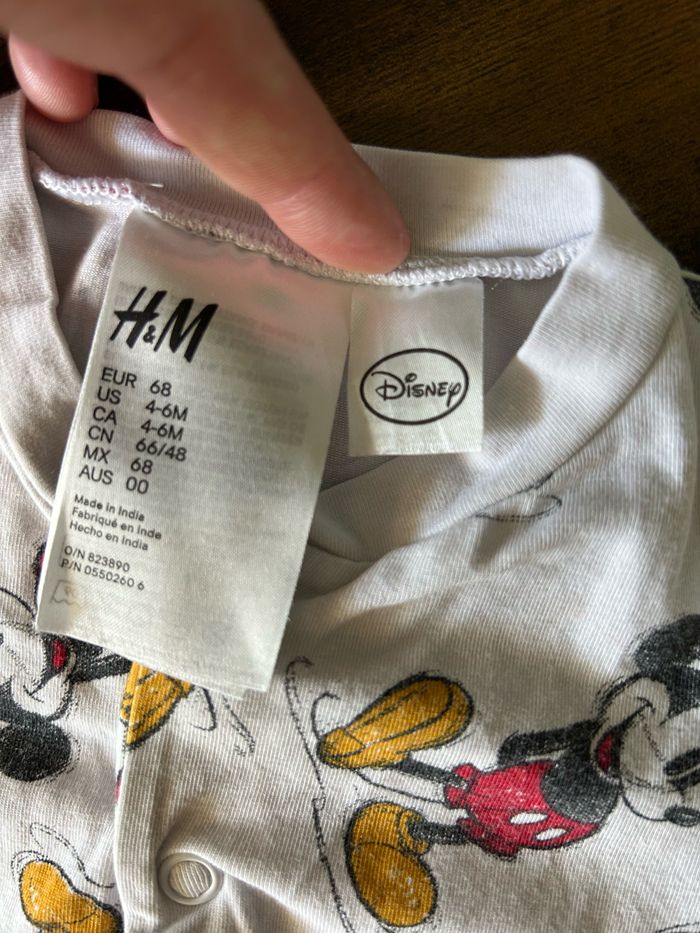 H&M
EUR 68
US 4-6M
CA 4-6M
CN 66/48
MX 68
AUS 00
Made in India
Fabriqué en Inde
Hecho en India
O/N 823890
P/N 0550260 6
Disney